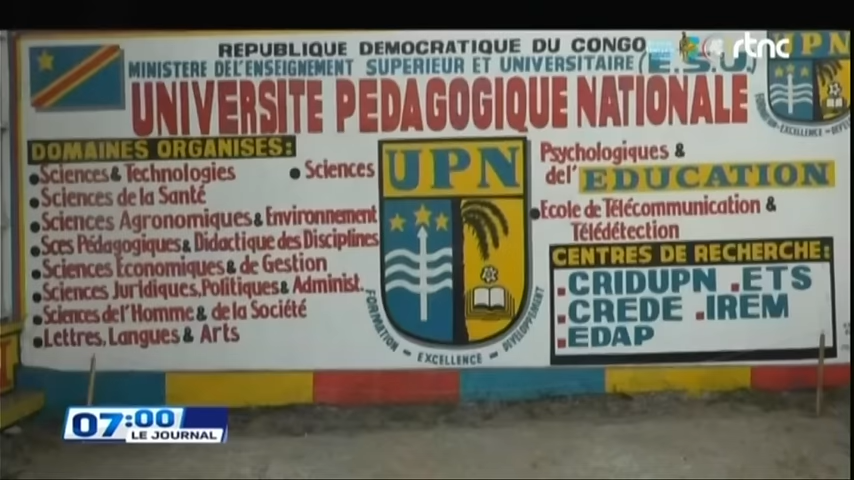 REPUBLIQUE DEMOCRATIQUE DU CONGO
rtnc
MINISTERE DE L'ENSEIGNEMENT SUPERIEUR ET UNIVERSITAIRE (E.S.U)
UPN
UNIVERSITE PEDAGOGIQUE NATIONALE
FORMATION - EXCELLENCE - DEVELOPPEMENT
DOMAINES ORGANISES:
•Sciences & Technologies
•Sciences de la Santé
•Sciences Agronomiques & Environnement
•Sces Pédagogiques & Didactique des Disciplines
•Sciences Economiques & de Gestion
•Sciences Juridiques, Politiques & Administ.
•Sciences de l'Homme & de la Société
•Lettres, Langues & Arts
• Sciences
Psychologiques &
de l' EDUCATION
•Ecole de Télécommunication &
Télédétection
UPN
FORMATION - EXCELLENCE - DEVELOPPEMENT
CENTRES DE RECHERCHE:
.CRIDUPN .ETS
.CREDE .IREM
.EDAP
07:00
LE JOURNAL